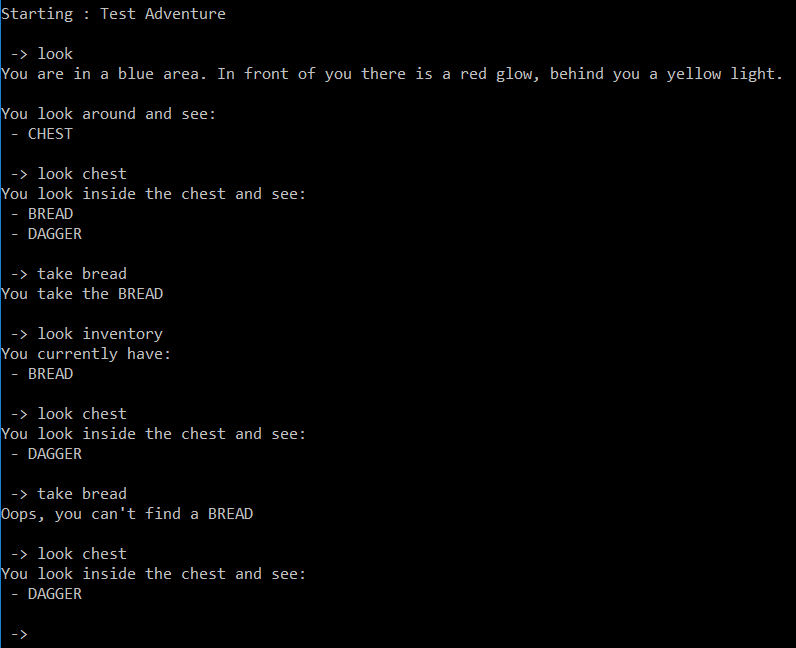 Starting : Test Adventure
-> look
You are in a blue area. In front of you there is a red glow, behind you a yellow light.
You look around and see:
- CHEST
-> look chest
You look inside the chest and see:
- BREAD
- DAGGER
-> take bread
You take the BREAD
-> look inventory
You currently have:
- BREAD
-> look chest
You look inside the chest and see:
- DAGGER
-> take bread
Oops, you can't find a BREAD
-> look chest
You look inside the chest and see:
- DAGGER
->